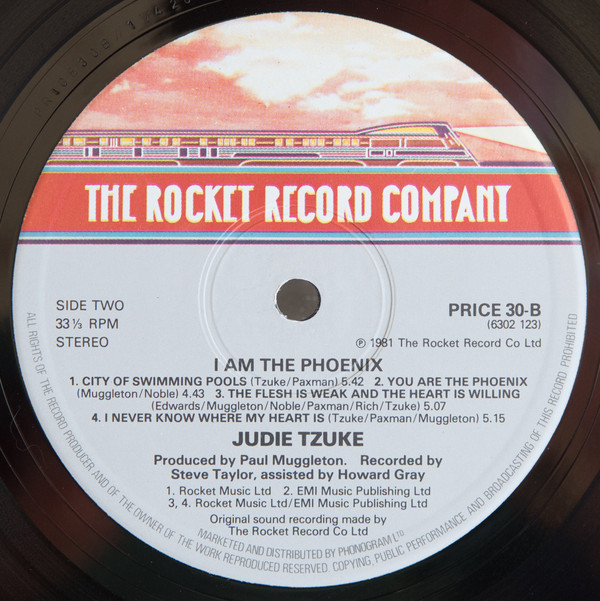 THE ROCKET RECORD COMPANY
SIDE TWO
33⅓ RPM
STEREO
PRICE 30-B
(6302 123)
℗ 1981 The Rocket Record Co Ltd
I AM THE PHOENIX
1. CITY OF SWIMMING POOLS (Tzuke/Paxman) 5.42 2. YOU ARE THE PHOENIX
(Muggleton/Noble) 4.43 3. THE FLESH IS WEAK AND THE HEART IS WILLING
(Edwards/Muggleton/Noble/Paxman/Rich/Tzuke) 5.07
4. I NEVER KNOW WHERE MY HEART IS (Tzuke/Paxman/Muggleton) 5.15
JUDIE TZUKE
Produced by Paul Muggleton. Recorded by
Steve Taylor, assisted by Howard Gray
1. Rocket Music Ltd 2. EMI Music Publishing Ltd
3, 4. Rocket Music Ltd/EMI Music Publishing Ltd
Original sound recording made by
The Rocket Record Co Ltd
MARKETED AND DISTRIBUTED BY PHONOGRAM LTD
ALL RIGHTS OF THE RECORD PRODUCER AND OF THE OWNER OF THE WORK REPRODUCED RESERVED. COPYING, PUBLIC PERFORMANCE AND BROADCASTING OF THIS RECORD PROHIBITED